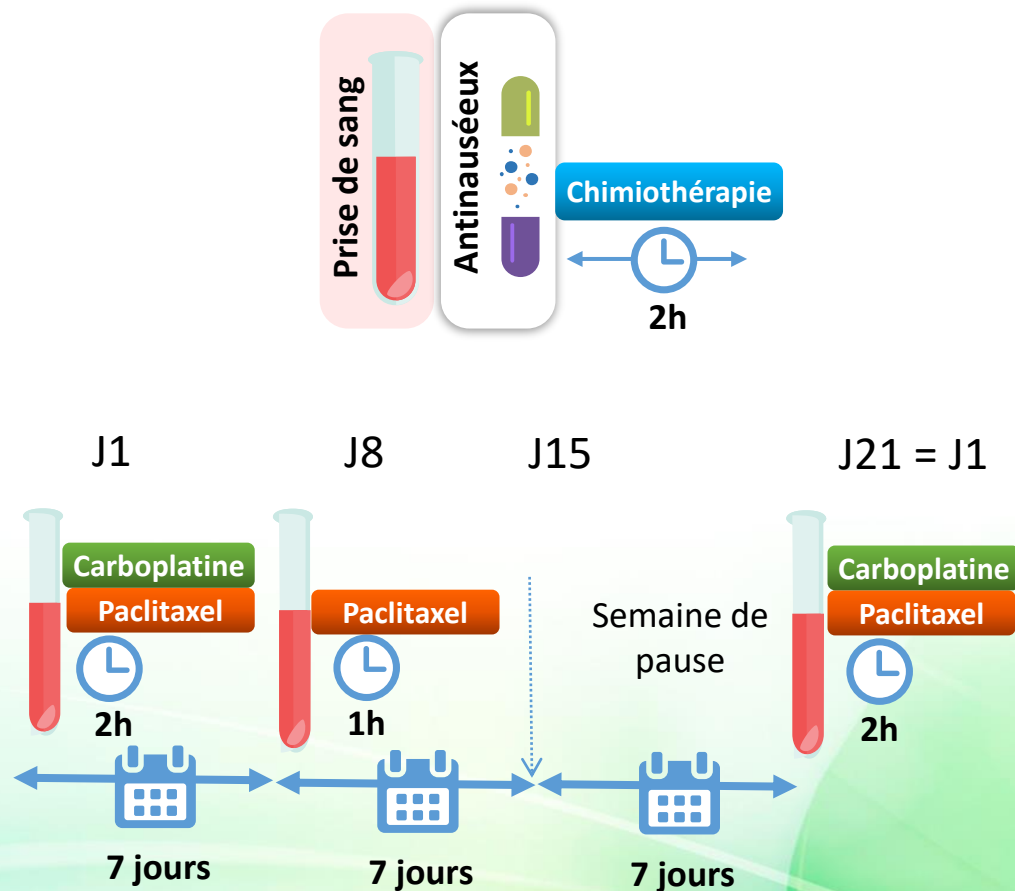 Prise de sang
Antinauséeux
Chimiothérapie
2h
J1
J8
J15
J21 = J1
Carboplatine
Paclitaxel
2h
Paclitaxel
1h
Semaine de
pause
Carboplatine
Paclitaxel
2h
7 jours
7 jours
7 jours